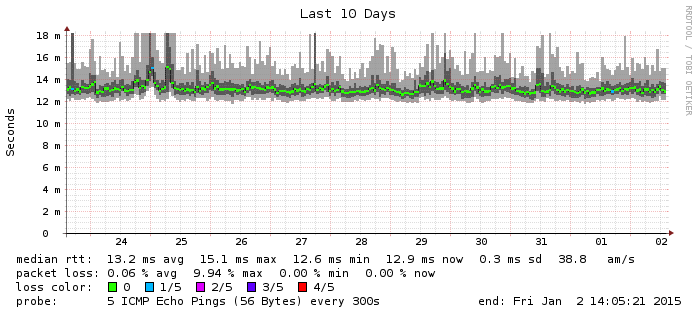 Last 10 Days
RRDTOOL / TOBI OETIKER
Seconds
18 m
16 m
14 m
12 m
10 m
8 m
6 m
4 m
2 m
0
24 25 26 27 28 29 30 31 01 02
median rtt: 13.2 ms avg 15.1 ms max 12.6 ms min 12.9 ms now 0.3 ms sd 38.8 am/s
packet loss: 0.06 % avg 9.94 % max 0.00 % min 0.00 % now
loss color: 0 1/5 2/5 3/5 4/5
probe: 5 ICMP Echo Pings (56 Bytes) every 300s end: Fri Jan 2 14:05:21 2015